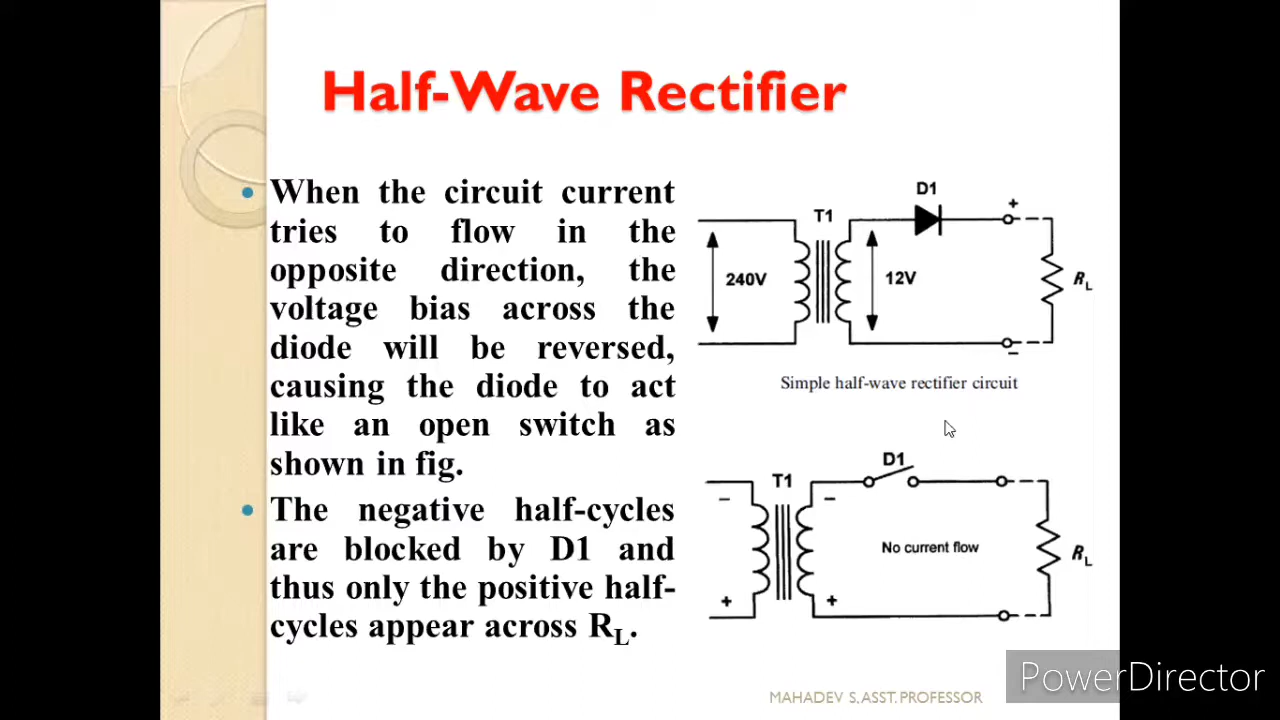 Half-Wave Rectifier
• When the circuit current
tries to flow in the
opposite direction, the
voltage bias across the
diode will be reversed,
causing the diode to act
like an open switch as
shown in fig.
• The negative half-cycles
are blocked by D1 and
thus only the positive half-
cycles appear across RL.
D1
T1
+
240V
12V
RL
–
Simple half-wave rectifier circuit
D1
T1
–
–
No current flow
RL
+
+
MAHADEV S,ASST. PROFESSOR
PowerDirector